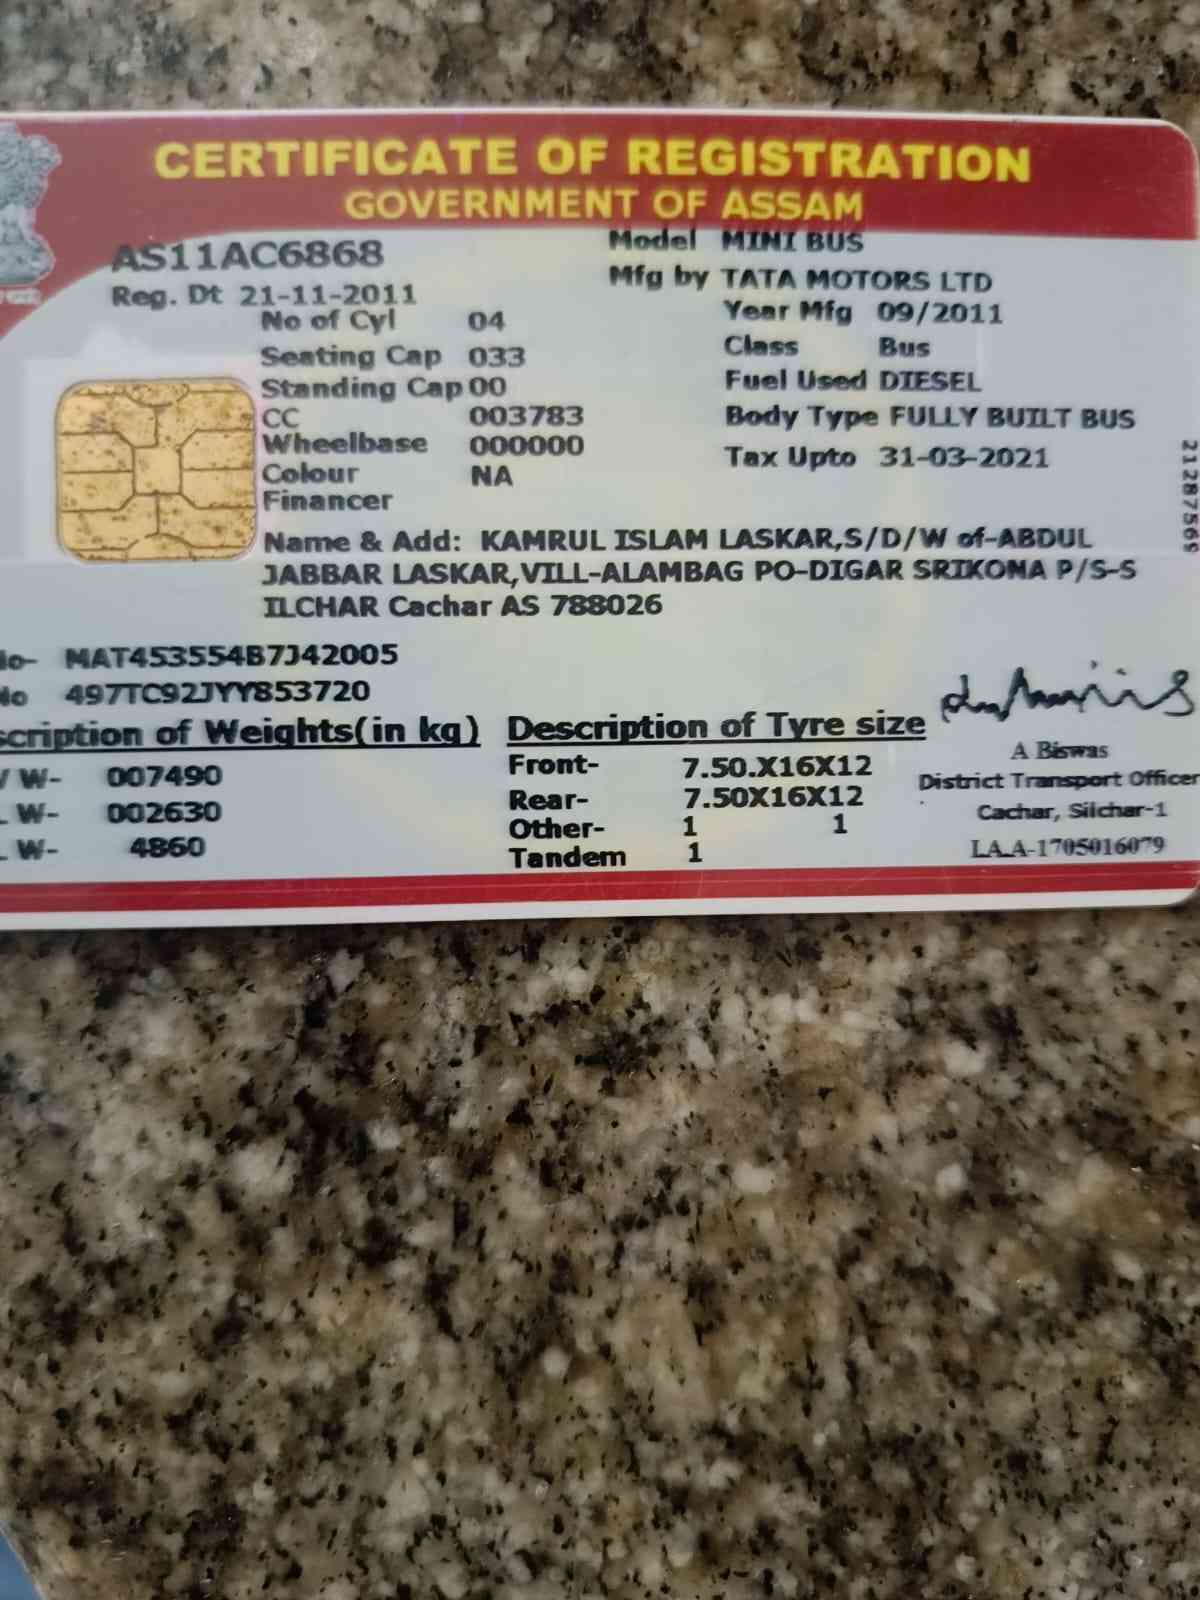 CERTIFICATE OF REGISTRATION
GOVERNMENT OF ASSAM
AS11AC6868
Reg. Dt 21-11-2011
Model MINI BUS
Mfg by TATA MOTORS LTD
No of Cyl 04
Year Mfg 09/2011
Seating Cap 033
Class Bus
Standing Cap 00
Fuel Used DIESEL
CC 003783
Body Type FULLY BUILT BUS
Wheelbase 000000
Tax Upto 31-03-2021
Colour NA
Financer
21287569
Name & Add: KAMRUL ISLAM LASKAR,S/D/W of-ABDUL
JABBAR LASKAR,VILL-ALAMBAG PO-DIGAR SRIKONA P/S-S
ILCHAR Cachar AS 788026
No- MAT453554B7J42005
No 497TC92JYY853720
scription of Weights(in kg)
Description of Tyre size
W- 007490
Front- 7.50.X16X12
W- 002630
Rear- 7.50X16X12
W- 4860
Other- 1 1
Tandem 1
A Biswas
District Transport Officer
Cachar, Silchar-1
LA.A-1705016079